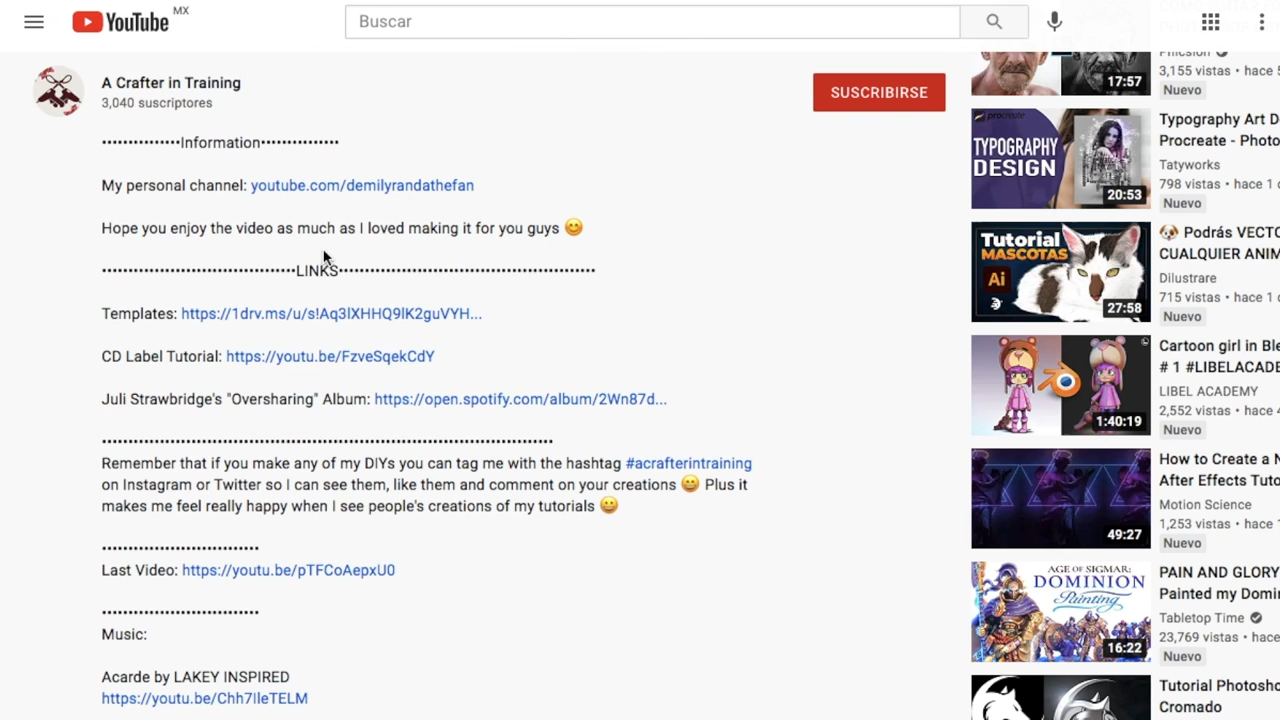 YouTube MX
Buscar
A Crafter in Training
3,040 suscriptores
SUSCRIBIRSE
•••••••••••••••Information•••••••••••••••
My personal channel: youtube.com/demilyrandathefan
Hope you enjoy the video as much as I loved making it for you guys 😊
•••••••••••••••••••••••••••••••••••••LINKS•••••••••••••••••••••••••••••••••••••••••••••••••
Templates: https://1drv.ms/u/s!Aq3lXHHQ9lK2guVYH...
CD Label Tutorial: https://youtu.be/FzveSqekCdY
Juli Strawbridge's "Oversharing" Album: https://open.spotify.com/album/2Wn87d...
••••••••••••••••••••••••••••••••••••••••••••••••••••••••••••••••••••••••••••••••••••••
Remember that if you make any of my DIYs you can tag me with the hashtag #acrafterintraining
on Instagram or Twitter so I can see them, like them and comment on your creations 😀 Plus it
makes me feel really happy when I see people's creations of my tutorials 😀
••••••••••••••••••••••••••••••
Last Video: https://youtu.be/pTFCoAepxU0
••••••••••••••••••••••••••••••
Music:
Acarde by LAKEY INSPIRED
https://youtu.be/Chh7IleTELM
17:57
3,155 vistas • hace 5
Nuevo
procreate
TYPOGRAPHY
DESIGN
20:53
Typography Art D
Procreate - Photo
Tatyworks
798 vistas • hace 1
Nuevo
Tutorial
MASCOTAS
Ai
27:58
🐶 Podrás VECTO
CUALQUIER ANIM
Dilustrare
715 vistas • hace 1
Nuevo
1:40:19
Cartoon girl in Ble
# 1 #LIBELACADE
LIBEL ACADEMY
2,552 vistas • hace
Nuevo
49:27
How to Create a N
After Effects Tuto
Motion Science
1,253 vistas • hace
Nuevo
AGE OF SIGMAR:
DOMINION
Painting
16:22
PAIN AND GLORY
Painted my Domi
Tabletop Time
23,769 vistas • hace
Nuevo
Tutorial Photosho
Cromado